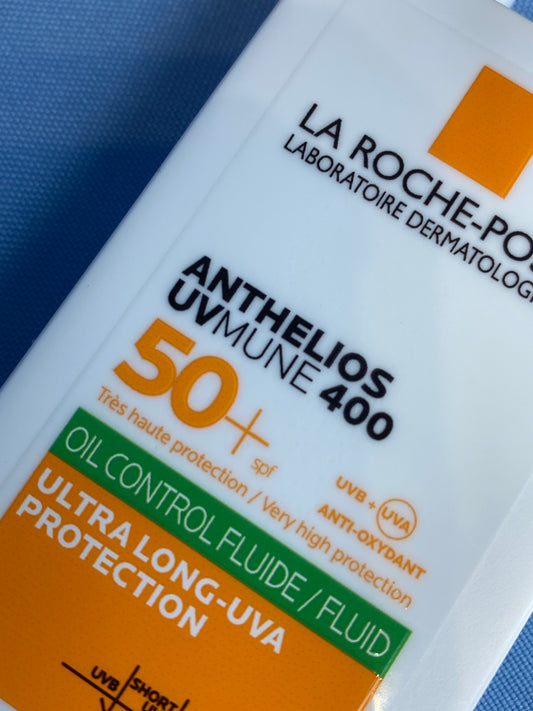 LA ROCHE-POS
LABORATOIRE DERMATOLOGI
ANTHELIOS
UVMUNE 400
50+
spf
Très haute protection / Very high protection
UVB + UVA
ANTI-OXYDANT
OIL CONTROL FLUIDE / FLUID
ULTRA LONG-UVA
PROTECTION
UVB
SHORT